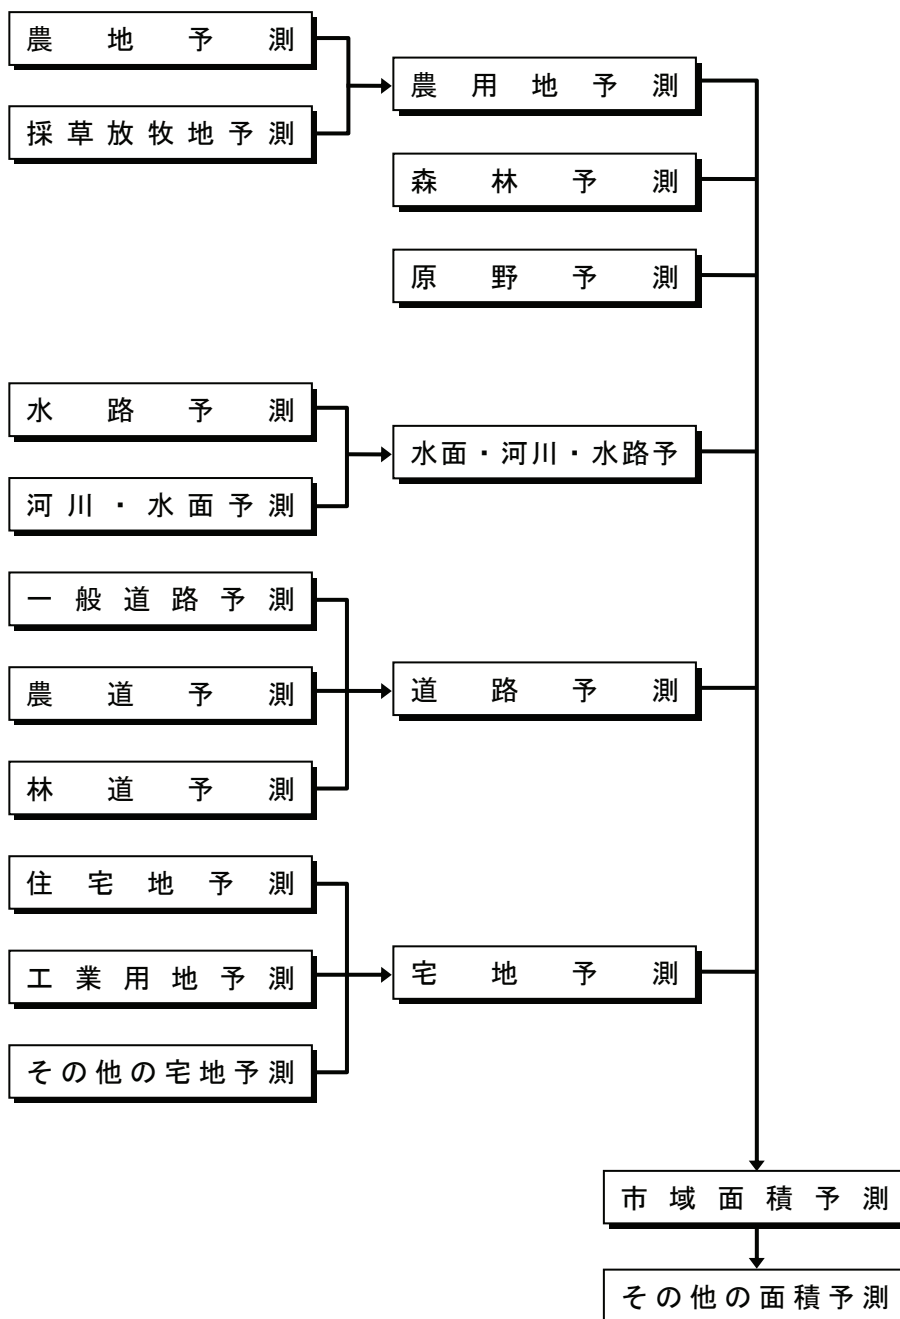 農地予測
採草放牧地予測
農用地予測
森林予測
原野予測
水路予測
河川・水面予測
水面・河川・水路予
一般道路予測
農道予測
林道予測
道路予測
住宅地予測
工業用地予測
その他の宅地予測
宅地予測
市域面積予測
その他の面積予測